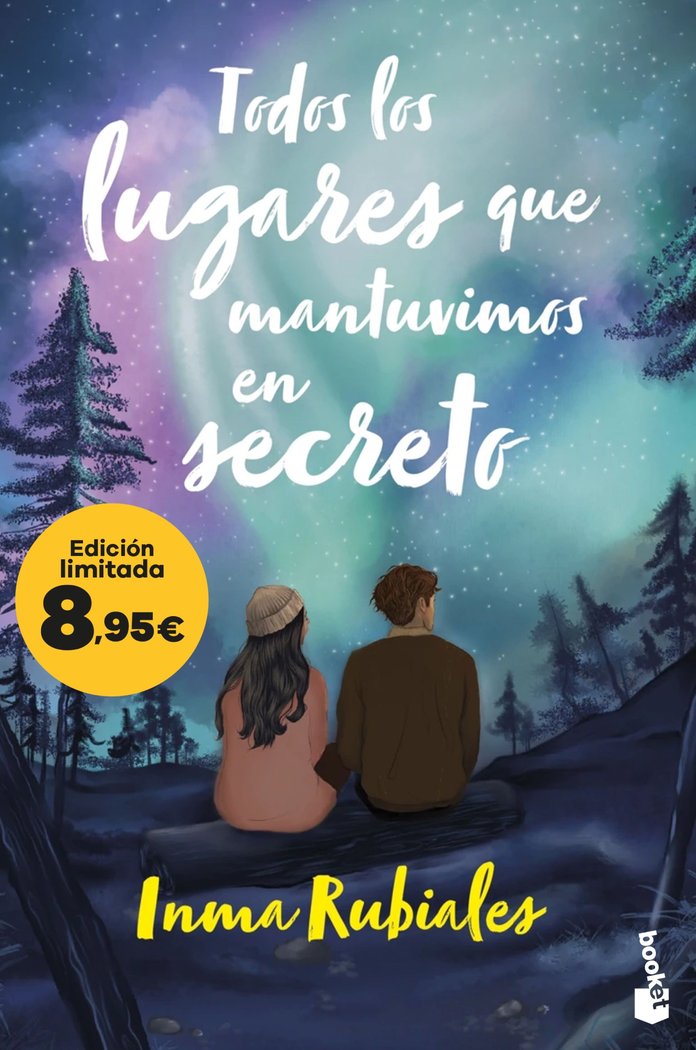 Todos los
lugares que
mantuvimos
en
secreto
Edición
limitada
8,95€
Inma Rubiales
booket